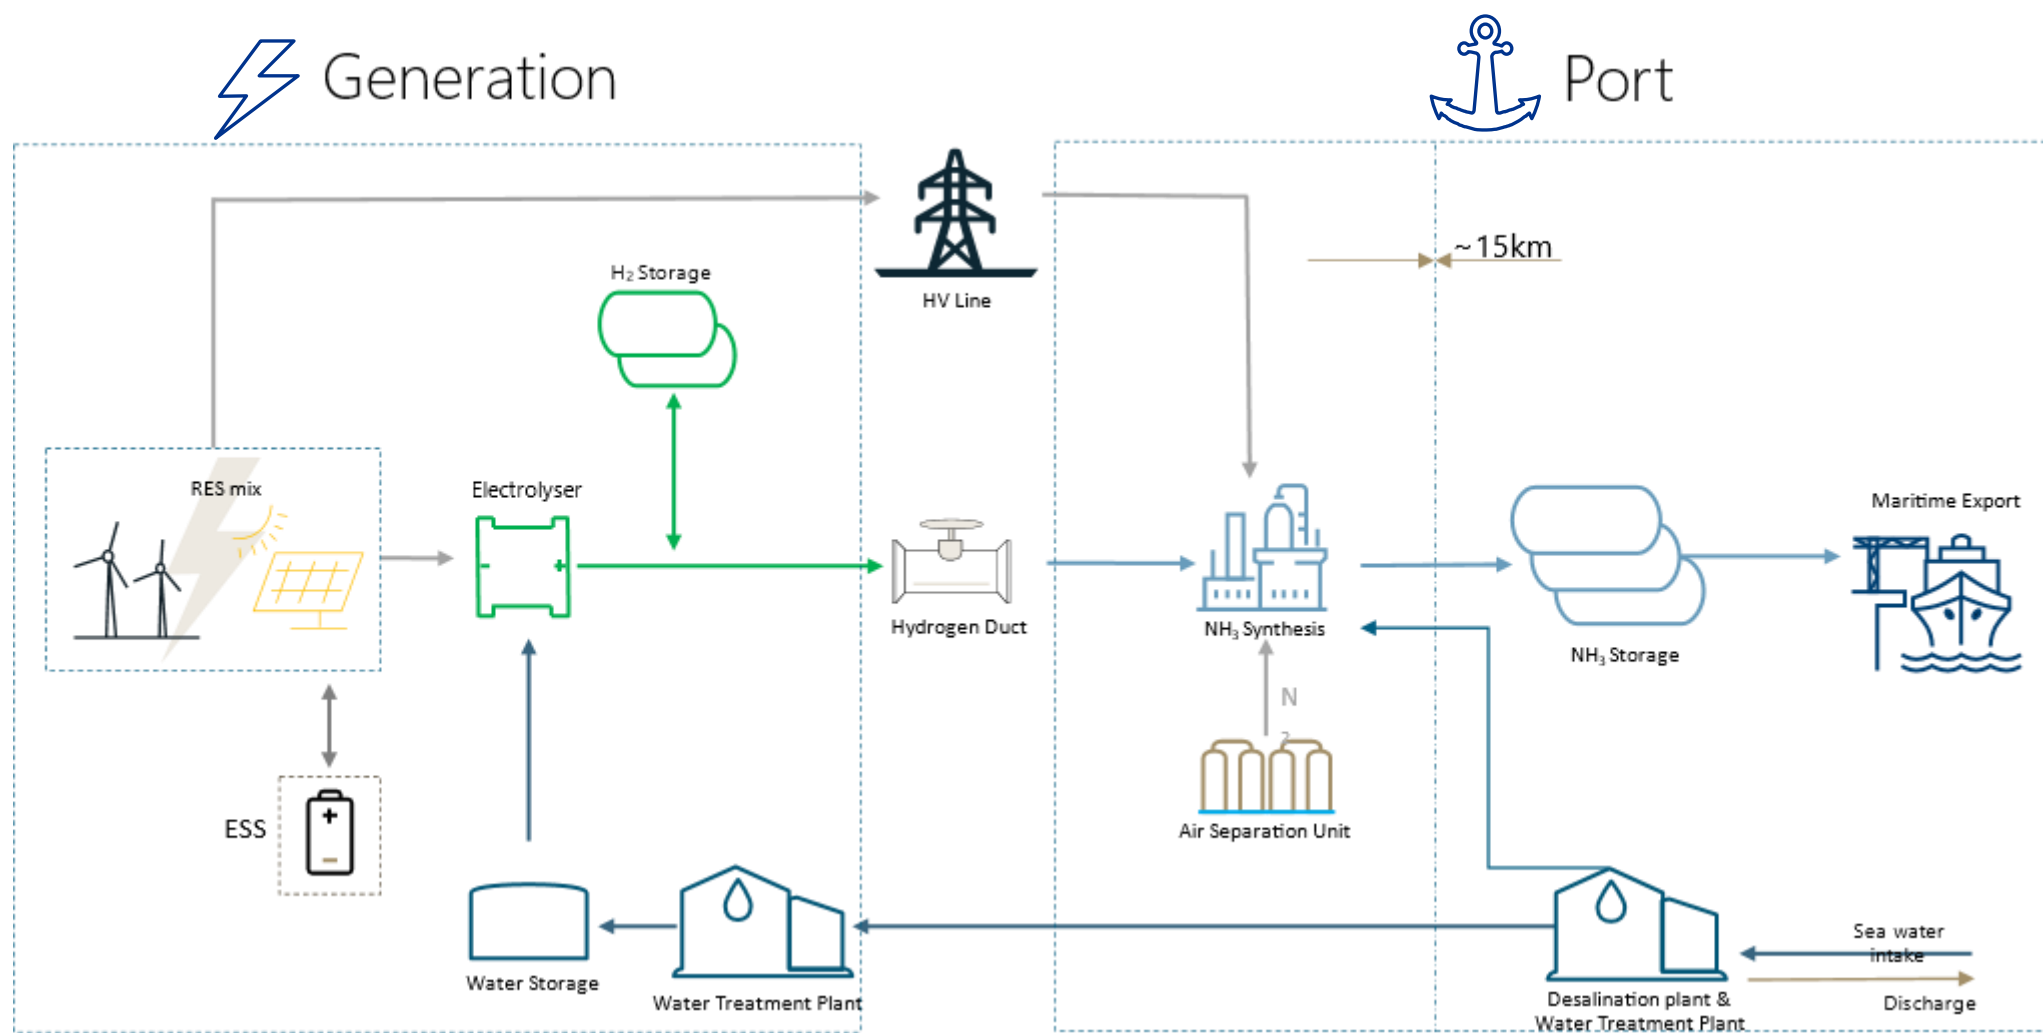 Generation
Port
~15km
H₂ Storage
HV Line
RES mix
Electrolyser
Maritime Export
Hydrogen Duct
NH₃ Synthesis
NH₃ Storage
N
2
ESS
Air Separation Unit
Sea water
intake
Water Storage
Water Treatment Plant
Desalination plant &
Water Treatment Plant
Discharge